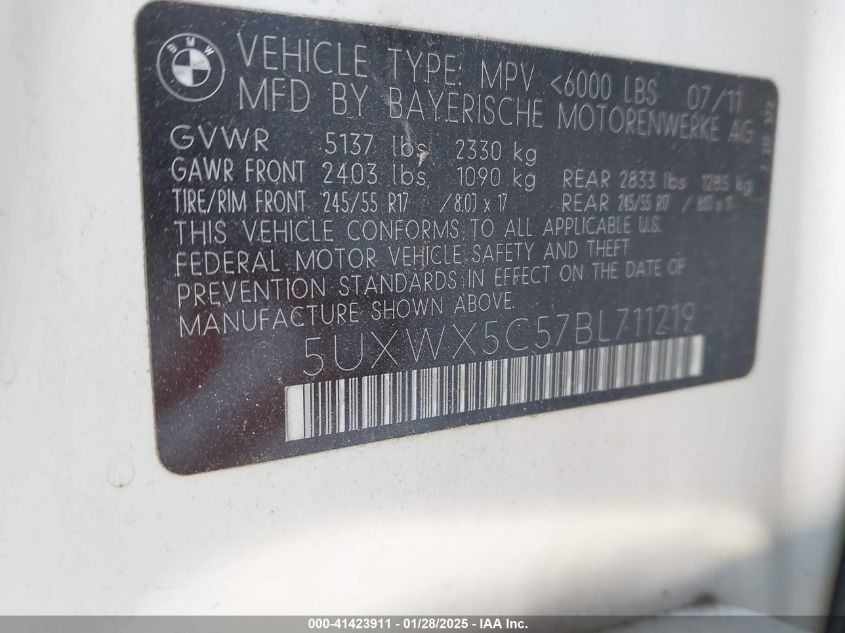 BMW
VEHICLE TYPE: MPV <6000 LBS 07/11
MFD BY BAYERISCHE MOTORENWERKE AG
GVWR 5137 lbs 2330 kg
GAWR FRONT 2403 lbs 1090 kg REAR 2833 lbs 1285 kg
TIRE/RIM FRONT 245/55 R17 / 8.0J x 17 REAR 245/55 R17 / 8.0J x 17
THIS VEHICLE CONFORMS TO ALL APPLICABLE U.S.
FEDERAL MOTOR VEHICLE SAFETY AND THEFT
PREVENTION STANDARDS IN EFFECT ON THE DATE OF
MANUFACTURE SHOWN ABOVE.
5UXWX5C57BL711219
000-41423911 | 01/28/2025 | © IAA Inc.